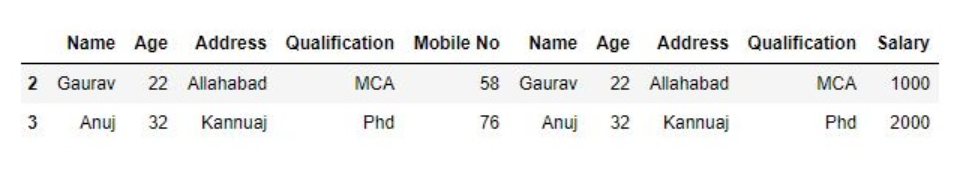 Name Age Address Qualification Mobile No Name Age Address Qualification Salary
2 Gaurav 22 Allahabad MCA 58 Gaurav 22 Allahabad MCA 1000
3 Anuj 32 Kannuaj Phd 76 Anuj 32 Kannuaj Phd 2000